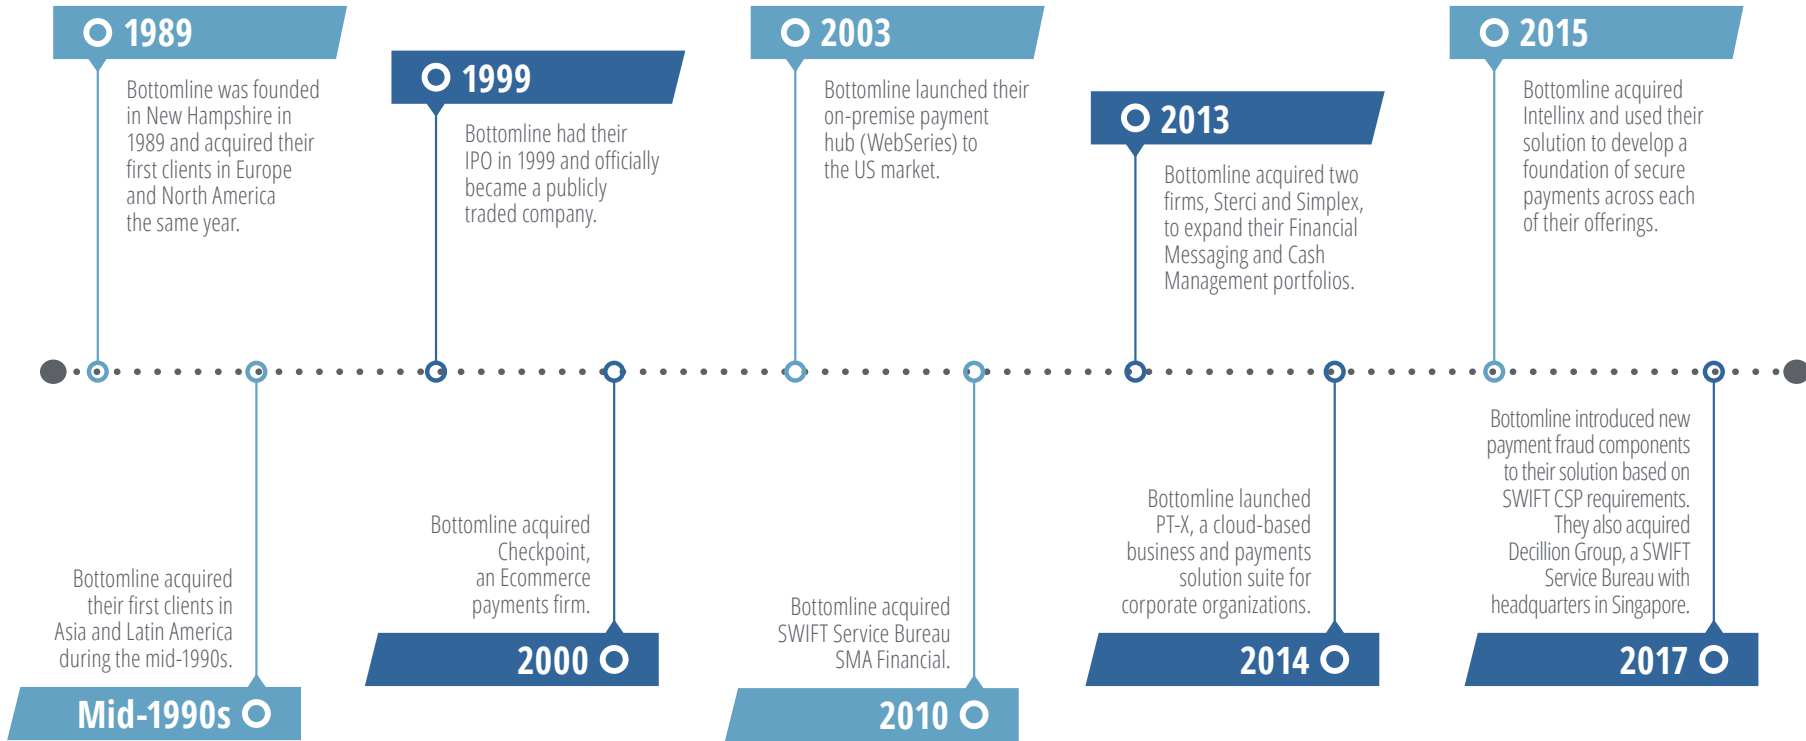 1989
Bottomline was founded
in New Hampshire in
1989 and acquired their
first clients in Europe
and North America
the same year.
Bottomline acquired
their first clients in
Asia and Latin America
during the mid-1990s.
Mid-1990s
1999
Bottomline had their
IPO in 1999 and officially
became a publicly
traded company.
Bottomline acquired
Checkpoint,
an Ecommerce
payments firm.
2000
2003
Bottomline launched their
on-premise payment
hub (WebSeries) to
the US market.
Bottomline acquired
SWIFT Service Bureau
SMA Financial.
2010
2013
Bottomline acquired two
firms, Sterci and Simplex,
to expand their Financial
Messaging and Cash
Management portfolios.
Bottomline launched
PT-X, a cloud-based
business and payments
solution suite for
corporate organizations.
2014
2015
Bottomline acquired
Intellinx and used their
solution to develop a
foundation of secure
payments across each
of their offerings.
Bottomline introduced new
payment fraud components
to their solution based on
SWIFT CSP requirements.
They also acquired
Decillion Group, a SWIFT
Service Bureau with
headquarters in Singapore.
2017